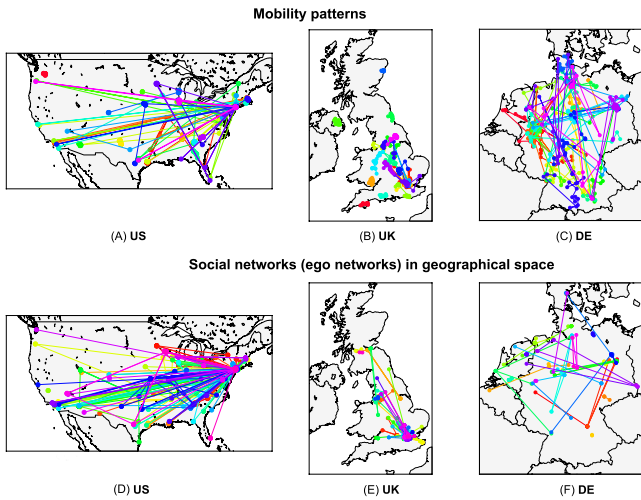 Mobility patterns
(A) US
(B) UK
(C) DE
Social networks (ego networks) in geographical space
(D) US
(E) UK
(F) DE